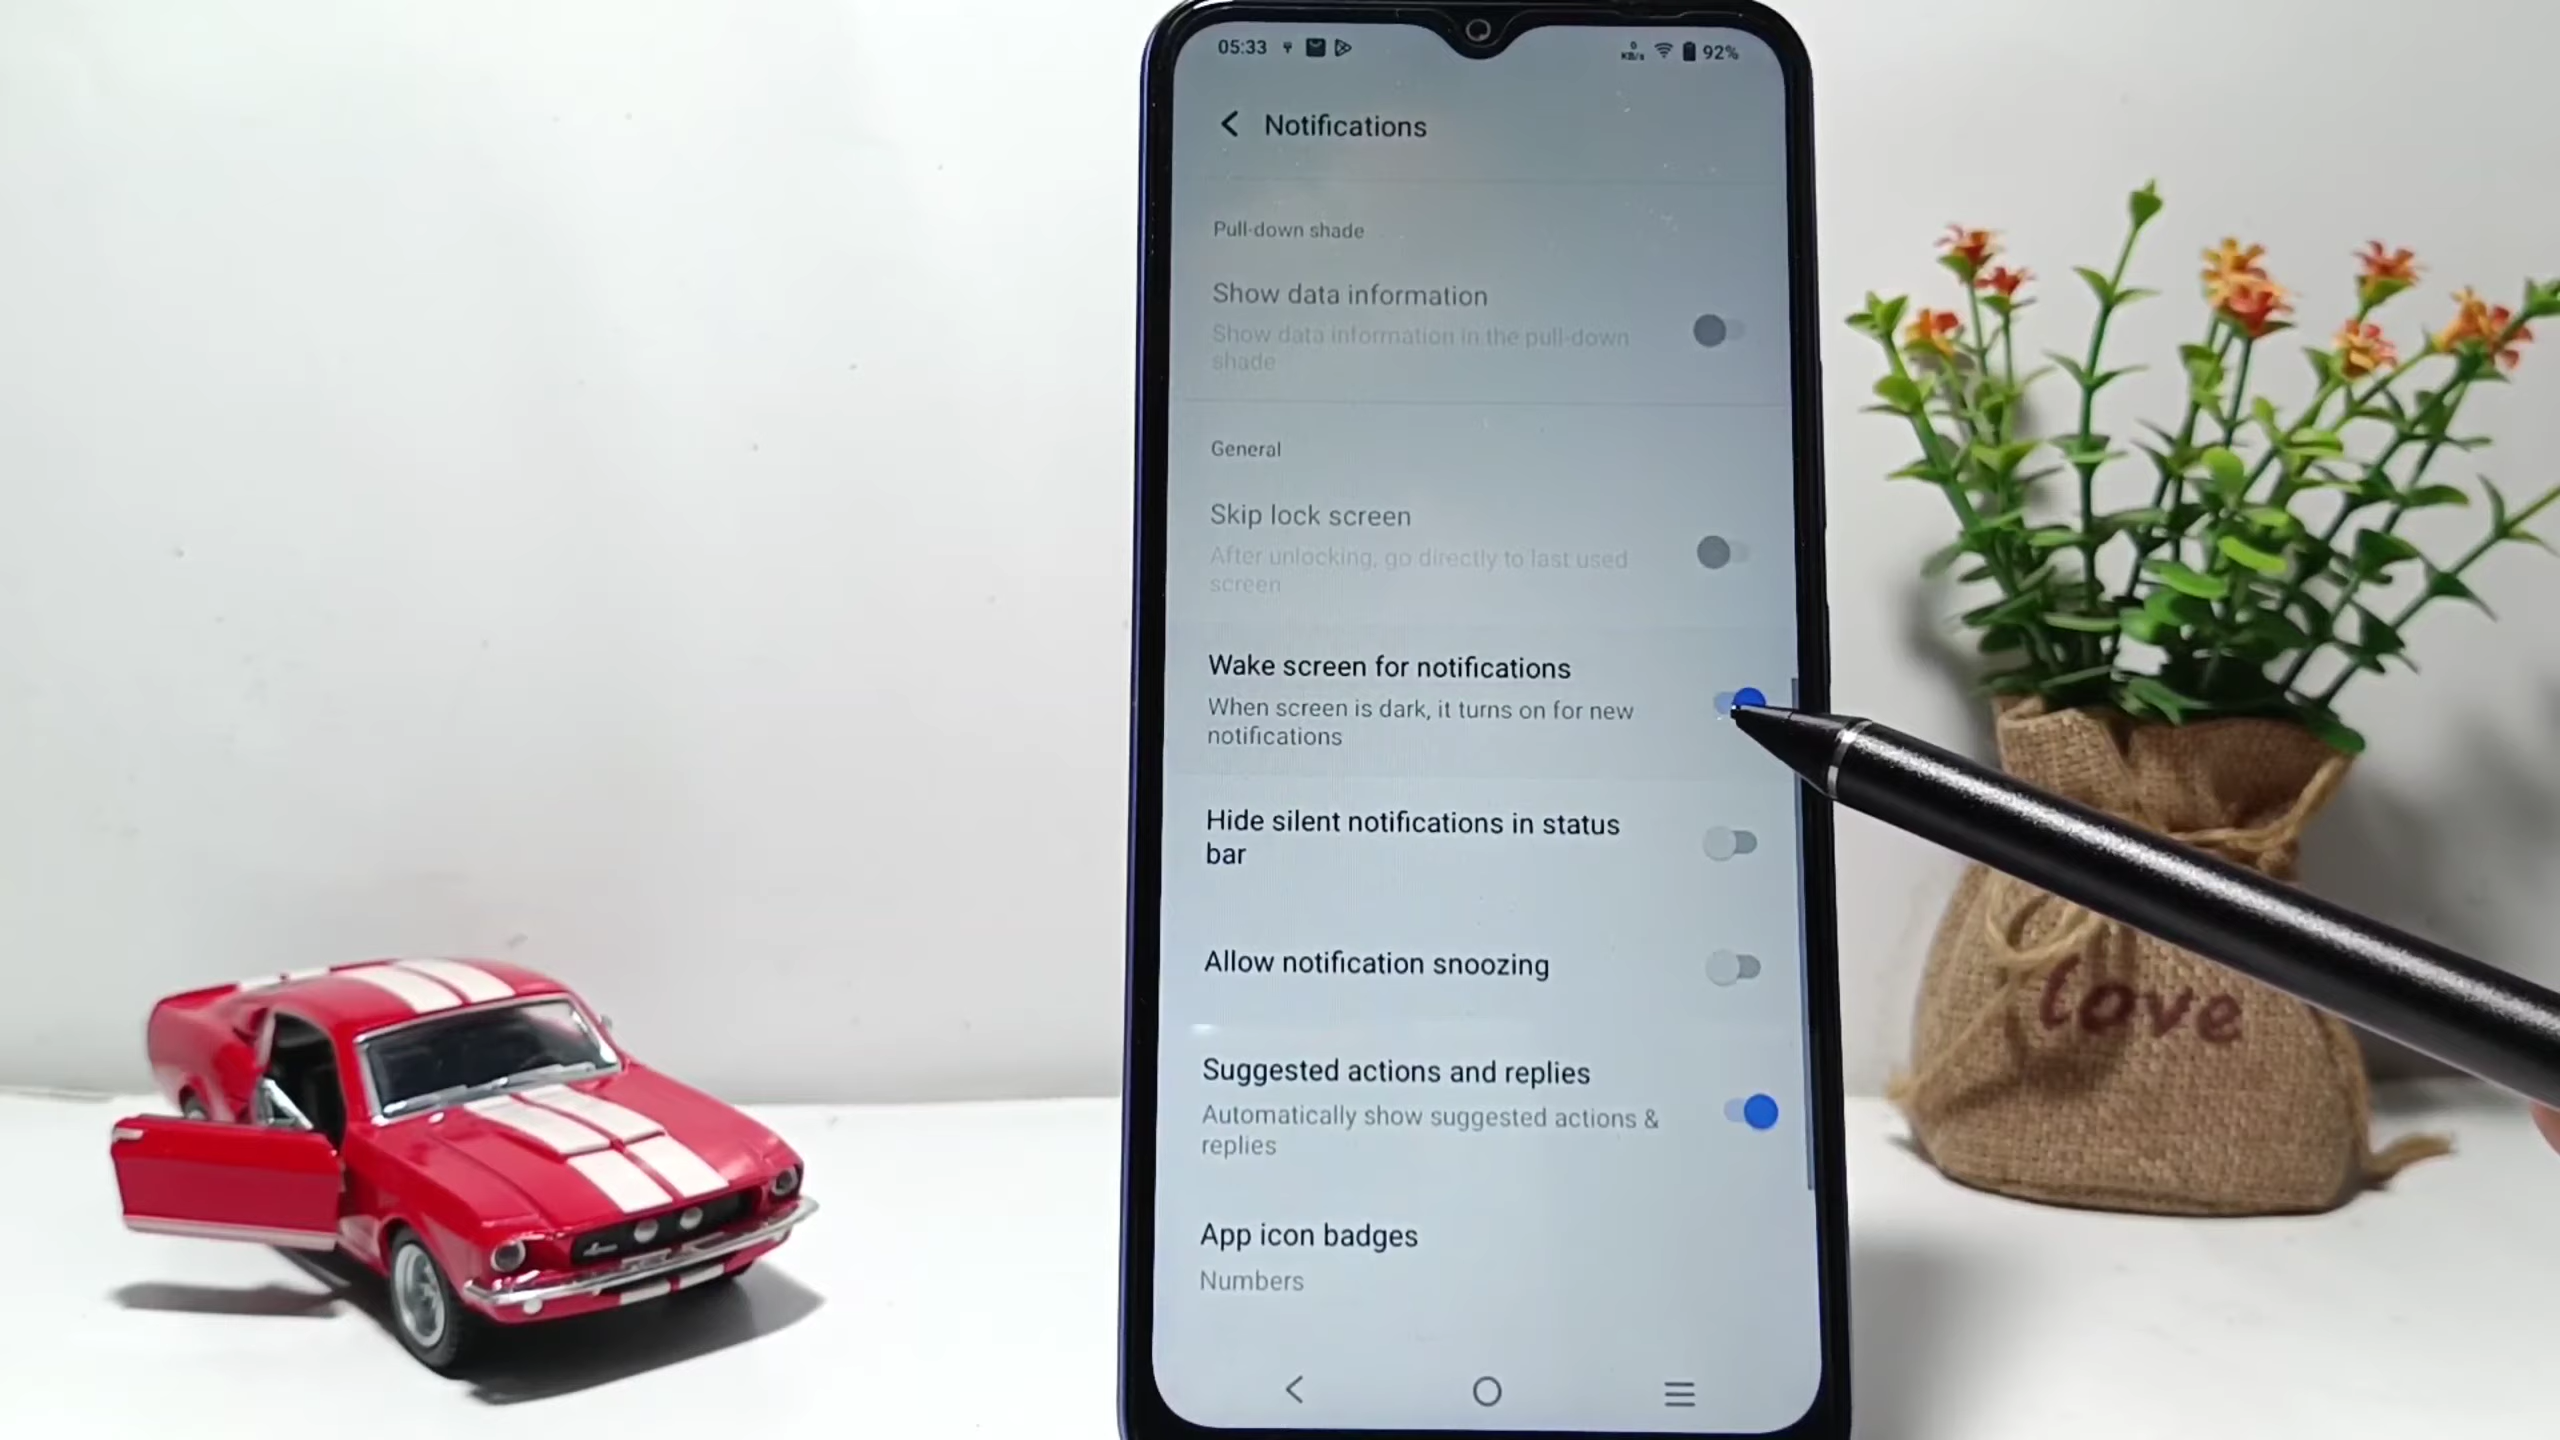 05:33
0
KB/s
92%
Notifications
Pull-down shade
Show data information
Show data information in the pull-down
shade
General
Skip lock screen
After unlocking, go directly to last used
screen
Wake screen for notifications
When screen is dark, it turns on for new
notifications
Hide silent notifications in status
bar
Allow notification snoozing
Suggested actions and replies
Automatically show suggested actions &
replies
App icon badges
Numbers
love